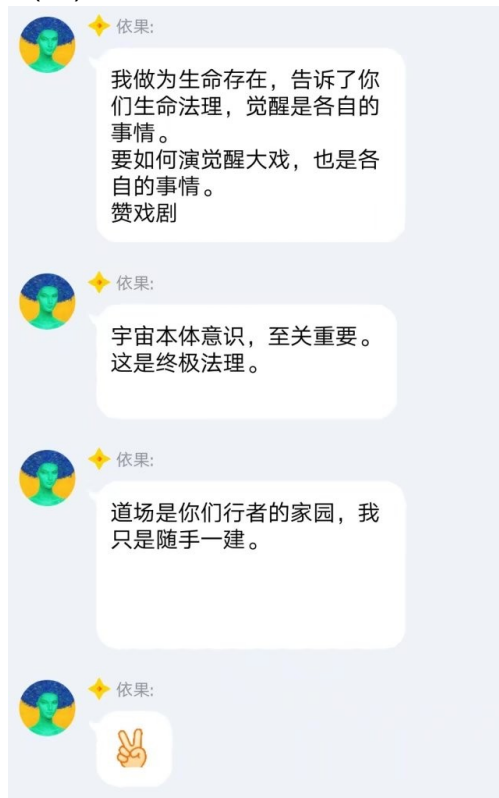 依果:
我做为生命存在，告诉了你
们生命法理，觉醒是各自的
事情。
要如何演觉醒大戏，也是各
自的事情。
赞戏剧
依果:
宇宙本体意识，至关重要。
这是终极法理。
依果:
道场是你们行者的家园，我
只是随手一建。
依果:
✌